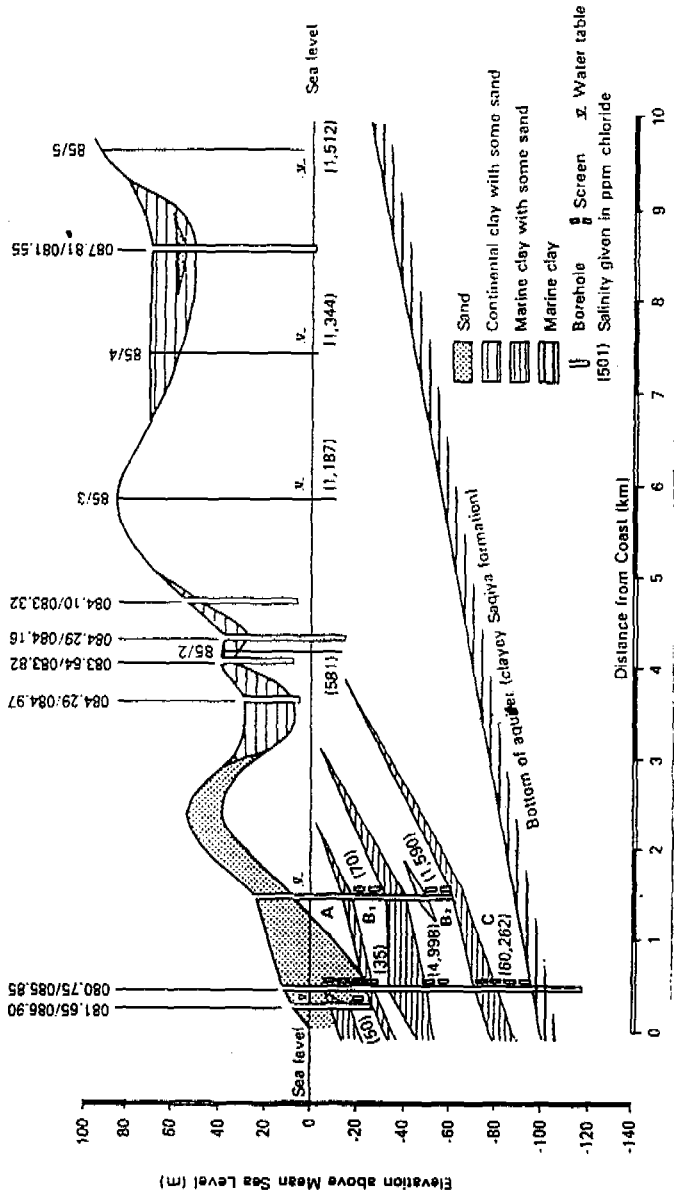 081.65/086.90
080.75/085.85
084.29/084.97
083.64/083.82
85/2
084.29/084.16
084.10/083.32
85/3
85/4
087.81/081.55
85/5
Elevation above Mean Sea Level (m)
100
80
60
40
20
0
-20
-40
-60
-80
-100
-120
-140
Sea level
Sea level
A
B₁
B₂
C
(50)
(35)
(70)
(4,998)
(1,590)
(60,262)
(581)
(1,187)
(1,344)
(1,512)
Bottom of aquifer (clayey Saqiya formation)
Sand
Continental clay with some sand
Marine clay with some sand
Marine clay
Borehole
Screen
Water table
(501) Salinity given in ppm chloride
0 1 2 3 4 5 6 7 8 9 10
Distance from Coast (km)